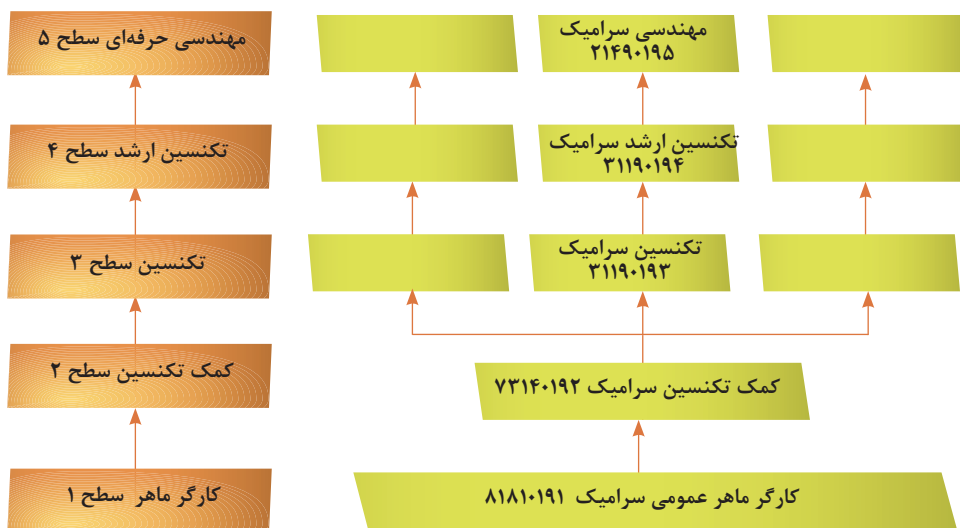 مهندسی سرامیک
۲۱۴۹۰۱۹۵
مهندسی حرفه‌ای سطح ۵
تکنسین ارشد سرامیک
۳۱۱۹۰۱۹۴
تکنسین ارشد سطح ۴
تکنسین سرامیک
۳۱۱۹۰۱۹۳
تکنسین سطح ۳
کمک تکنسین سرامیک ۷۳۱۴۰۱۹۲
کمک تکنسین سطح ۲
کارگر ماهر عمومی سرامیک ۸۱۸۱۰۱۹۱
کارگر ماهر سطح ۱